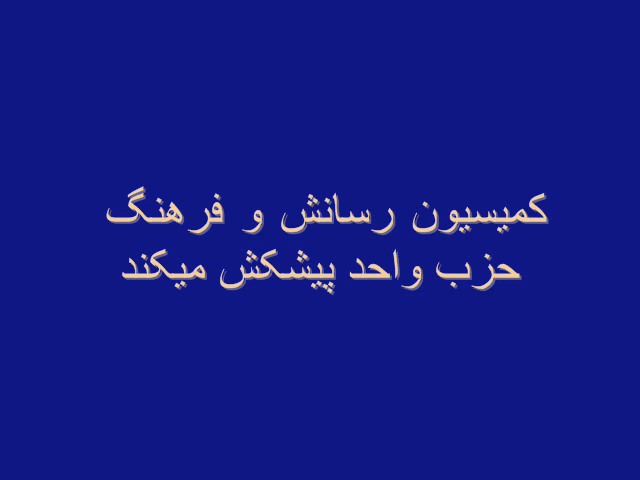 کمیسیون رسانش و فرهنگ
حزب واحد پیشکش میکند